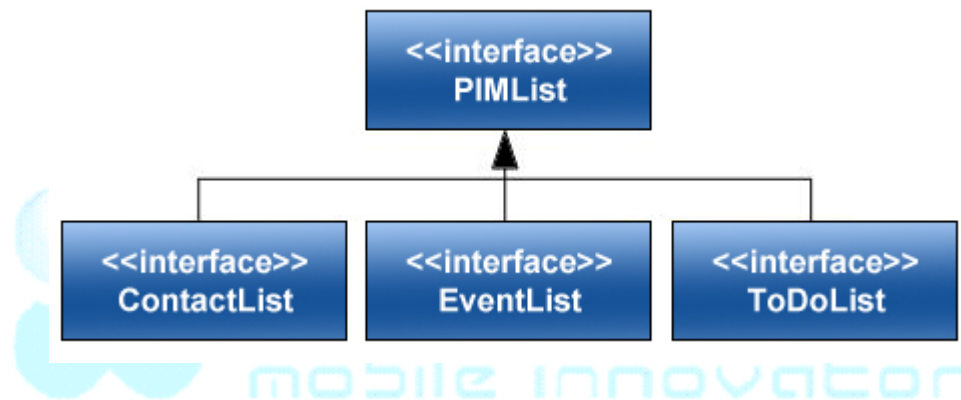 <<interface>>
PIMList
<<interface>>
ContactList
<<interface>>
EventList
<<interface>>
ToDoList
mobile innovator